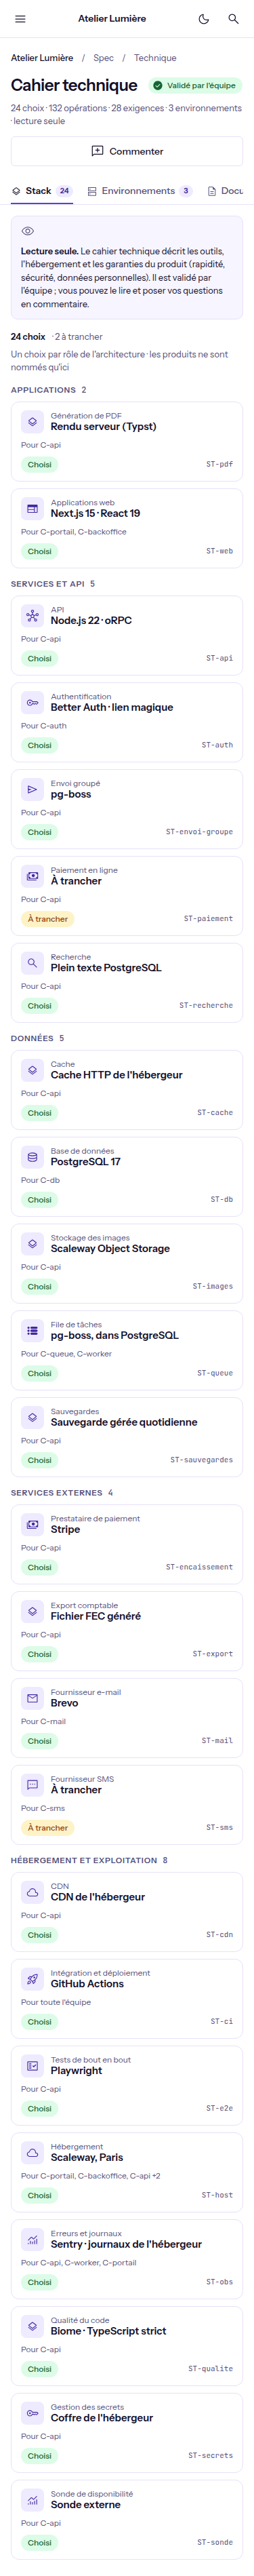 Atelier Lumière
Atelier Lumière / Spec / Technique
Cahier technique
Validé par l'équipe
24 choix · 132 opérations · 28 exigences · 3 environnements
· lecture seule
Commenter
Stack 24
Environnements 3
Docu
Lecture seule. Le cahier technique décrit les outils,
l'hébergement et les garanties du produit (rapidité,
sécurité, données personnelles). Il est validé par
l'équipe ; vous pouvez le lire et poser vos questions
en commentaire.
24 choix · 2 à trancher
Un choix par rôle de l'architecture · les produits ne sont
nommés qu'ici
APPLICATIONS 2
Génération de PDF
Rendu serveur (Typst)
Pour C-api
Choisi ST-pdf
Applications web
Next.js 15 · React 19
Pour C-portail, C-backoffice
Choisi ST-web
SERVICES ET API 5
API
Node.js 22 · oRPC
Pour C-api
Choisi ST-api
Authentification
Better Auth · lien magique
Pour C-auth
Choisi ST-auth
Envoi groupé
pg-boss
Pour C-api
Choisi ST-envoi-groupe
Paiement en ligne
À trancher
Pour C-api
À trancher ST-paiement
Recherche
Plein texte PostgreSQL
Pour C-api
Choisi ST-recherche
DONNÉES 5
Cache
Cache HTTP de l'hébergeur
Pour C-api
Choisi ST-cache
Base de données
PostgreSQL 17
Pour C-db
Choisi ST-db
Stockage des images
Scaleway Object Storage
Pour C-api
Choisi ST-images
File de tâches
pg-boss, dans PostgreSQL
Pour C-queue, C-worker
Choisi ST-queue
Sauvegardes
Sauvegarde gérée quotidienne
Pour C-api
Choisi ST-sauvegardes
SERVICES EXTERNES 4
Prestataire de paiement
Stripe
Pour C-api
Choisi ST-encaissement
Export comptable
Fichier FEC généré
Pour C-api
Choisi ST-export
Fournisseur e-mail
Brevo
Pour C-mail
Choisi ST-mail
Fournisseur SMS
À trancher
Pour C-sms
À trancher ST-sms
HÉBERGEMENT ET EXPLOITATION 8
CDN
CDN de l'hébergeur
Pour C-api
Choisi ST-cdn
Intégration et déploiement
GitHub Actions
Pour toute l'équipe
Choisi ST-ci
Tests de bout en bout
Playwright
Pour C-api
Choisi ST-e2e
Hébergement
Scaleway, Paris
Pour C-portail, C-backoffice, C-api +2
Choisi ST-host
Erreurs et journaux
Sentry · journaux de l'hébergeur
Pour C-api, C-worker, C-portail
Choisi ST-obs
Qualité du code
Biome · TypeScript strict
Pour C-api
Choisi ST-qualite
Gestion des secrets
Coffre de l'hébergeur
Pour C-api
Choisi ST-secrets
Sonde de disponibilité
Sonde externe
Pour C-api
Choisi ST-sonde